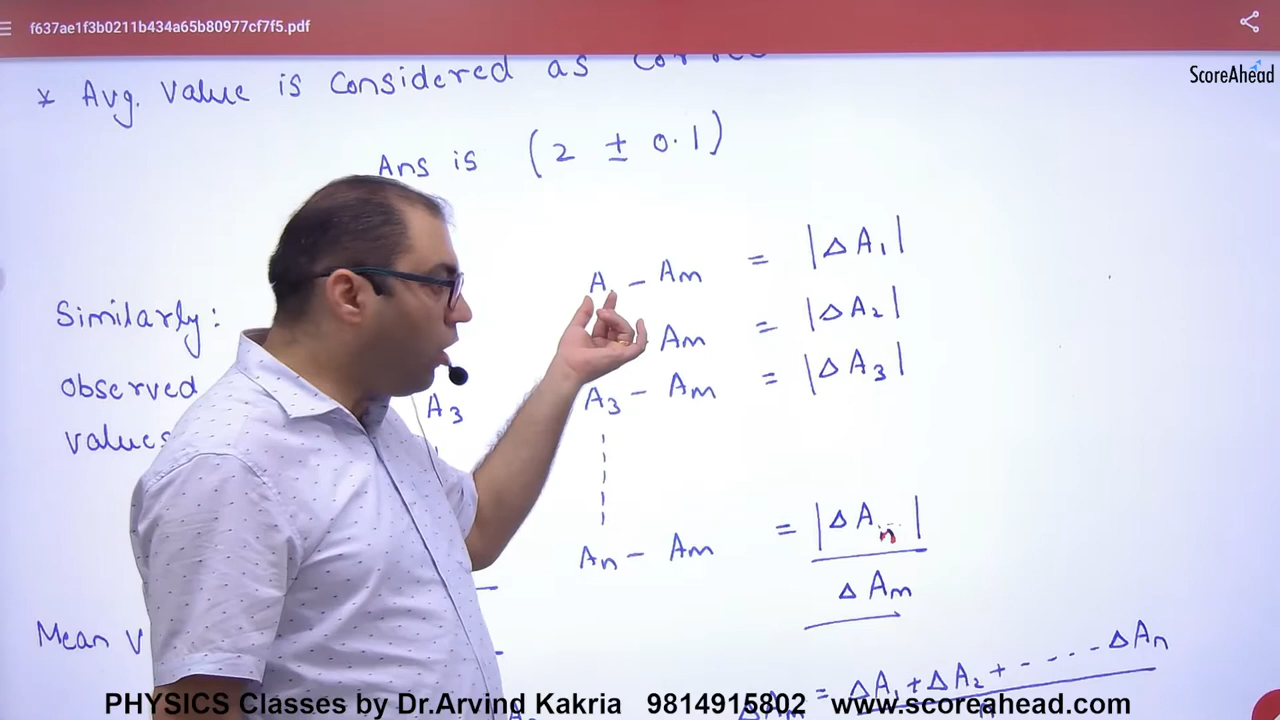 f637ae1f3b0211b434a65b80977cf7f5.pdf
ScoreAhead
* Avg. Value is Considered as
Ans is (2 ± 0.1)
A₁ - Am = |ΔA₁|
Similarly:
Am = |ΔA₂|
observed
A₃
A₃ - Am = |ΔA₃|
values
An - Am = |ΔAn|
ΔAm
Mean V
ΔAm = ΔA₁ + ΔA₂ + - - - - ΔAn
PHYSICS Classes by Dr.Arvind Kakria 9814915802 www.scoreahead.com